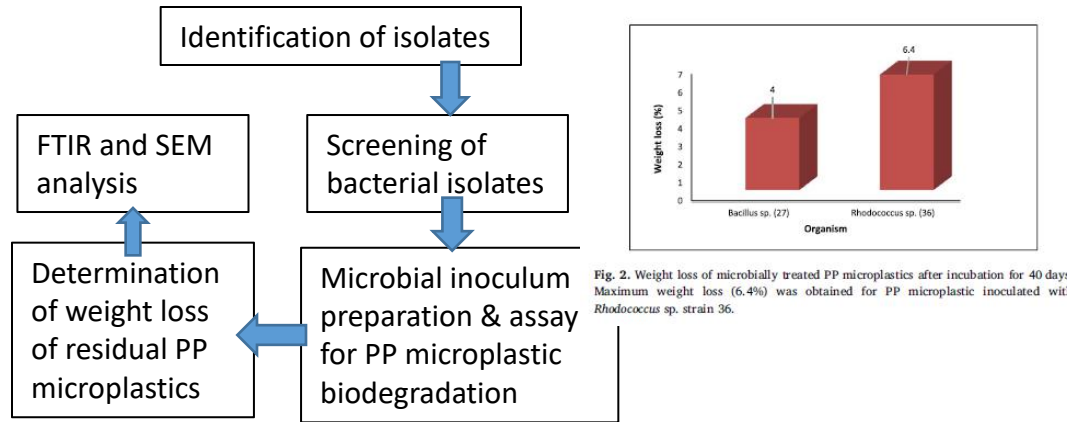 Identification of isolates
FTIR and SEM
analysis
Screening of
bacterial isolates
Determination
of weight loss
of residual PP
microplastics
Microbial inoculum
preparation & assay
for PP microplastic
biodegradation
Weight loss (%)
7
6
5
4
3
2
1
0
4
6.4
Bacillus sp. (27)
Rhodococcus sp. (36)
Organism
Fig. 2. Weight loss of microbially treated PP microplastics after incubation for 40 days
Maximum weight loss (6.4%) was obtained for PP microplastic inoculated with
Rhodococcus sp. strain 36.